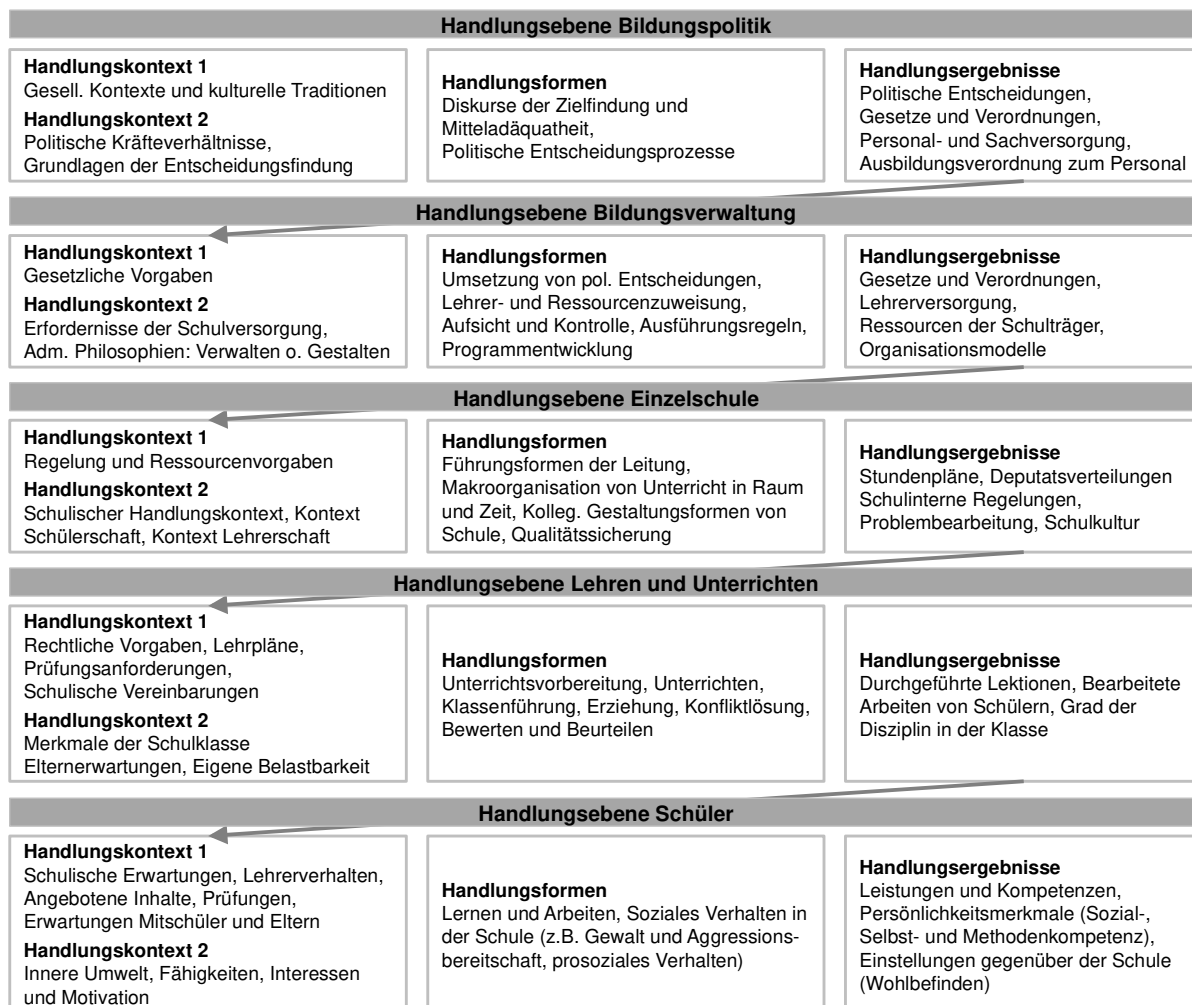 Handlungsebene Bildungspolitik
Handlungskontext 1
Gesell. Kontexte und kulturelle Traditionen
Handlungskontext 2
Politische Kräfteverhältnisse,
Grundlagen der Entscheidungsfindung
Handlungsformen
Diskurse der Zielfindung und
Mitteladäquatheit,
Politische Entscheidungsprozesse
Handlungsergebnisse
Politische Entscheidungen,
Gesetze und Verordnungen,
Personal- und Sachversorgung,
Ausbildungsverordnung zum Personal
Handlungsebene Bildungsverwaltung
Handlungskontext 1
Gesetzliche Vorgaben
Handlungskontext 2
Erfordernisse der Schulversorgung,
Adm. Philosophien: Verwalten o. Gestalten
Handlungsformen
Umsetzung von pol. Entscheidungen,
Lehrer- und Ressourcenzuweisung,
Aufsicht und Kontrolle, Ausführungsregeln,
Programmentwicklung
Handlungsergebnisse
Gesetze und Verordnungen,
Lehrerversorgung,
Ressourcen der Schulträger,
Organisationsmodelle
Handlungsebene Einzelschule
Handlungskontext 1
Regelung und Ressourcenvorgaben
Handlungskontext 2
Schulischer Handlungskontext, Kontext
Schülerschaft, Kontext Lehrerschaft
Handlungsformen
Führungsformen der Leitung,
Makroorganisation von Unterricht in Raum
und Zeit, Kolleg. Gestaltungsformen von
Schule, Qualitätssicherung
Handlungsergebnisse
Stundenpläne, Deputatsverteilungen
Schulinterne Regelungen,
Problembearbeitung, Schulkultur
Handlungsebene Lehren und Unterrichten
Handlungskontext 1
Rechtliche Vorgaben, Lehrpläne,
Prüfungsanforderungen,
Schulische Vereinbarungen
Handlungskontext 2
Merkmale der Schulklasse
Elternerwartungen, Eigene Belastbarkeit
Handlungsformen
Unterrichtsvorbereitung, Unterrichten,
Klassenführung, Erziehung, Konfliktlösung,
Bewerten und Beurteilen
Handlungsergebnisse
Durchgeführte Lektionen, Bearbeitete
Arbeiten von Schülern, Grad der
Disziplin in der Klasse
Handlungsebene Schüler
Handlungskontext 1
Schulische Erwartungen, Lehrerverhalten,
Angebotene Inhalte, Prüfungen,
Erwartungen Mitschüler und Eltern
Handlungskontext 2
Innere Umwelt, Fähigkeiten, Interessen
und Motivation
Handlungsformen
Lernen und Arbeiten, Soziales Verhalten in
der Schule (z.B. Gewalt und Aggressions-
bereitschaft, prosoziales Verhalten)
Handlungsergebnisse
Leistungen und Kompetenzen,
Persönlichkeitsmerkmale (Sozial-,
Selbst- und Methodenkompetenz),
Einstellungen gegenüber der Schule
(Wohlbefinden)